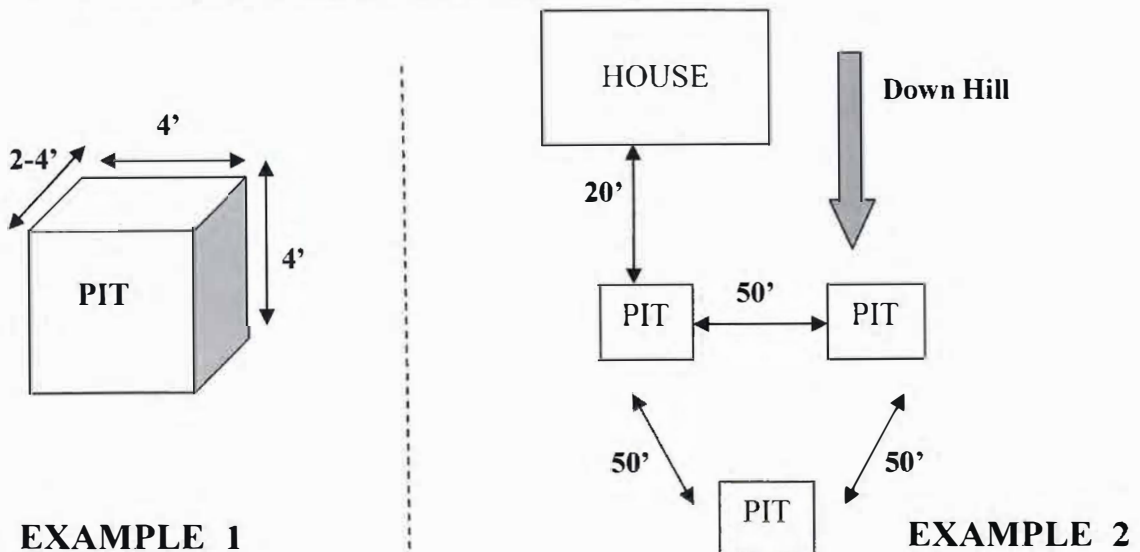 4’
2-4’
4’
PIT
EXAMPLE 1
HOUSE
Down Hill
20’
PIT
50’
PIT
50’
50’
PIT
EXAMPLE 2